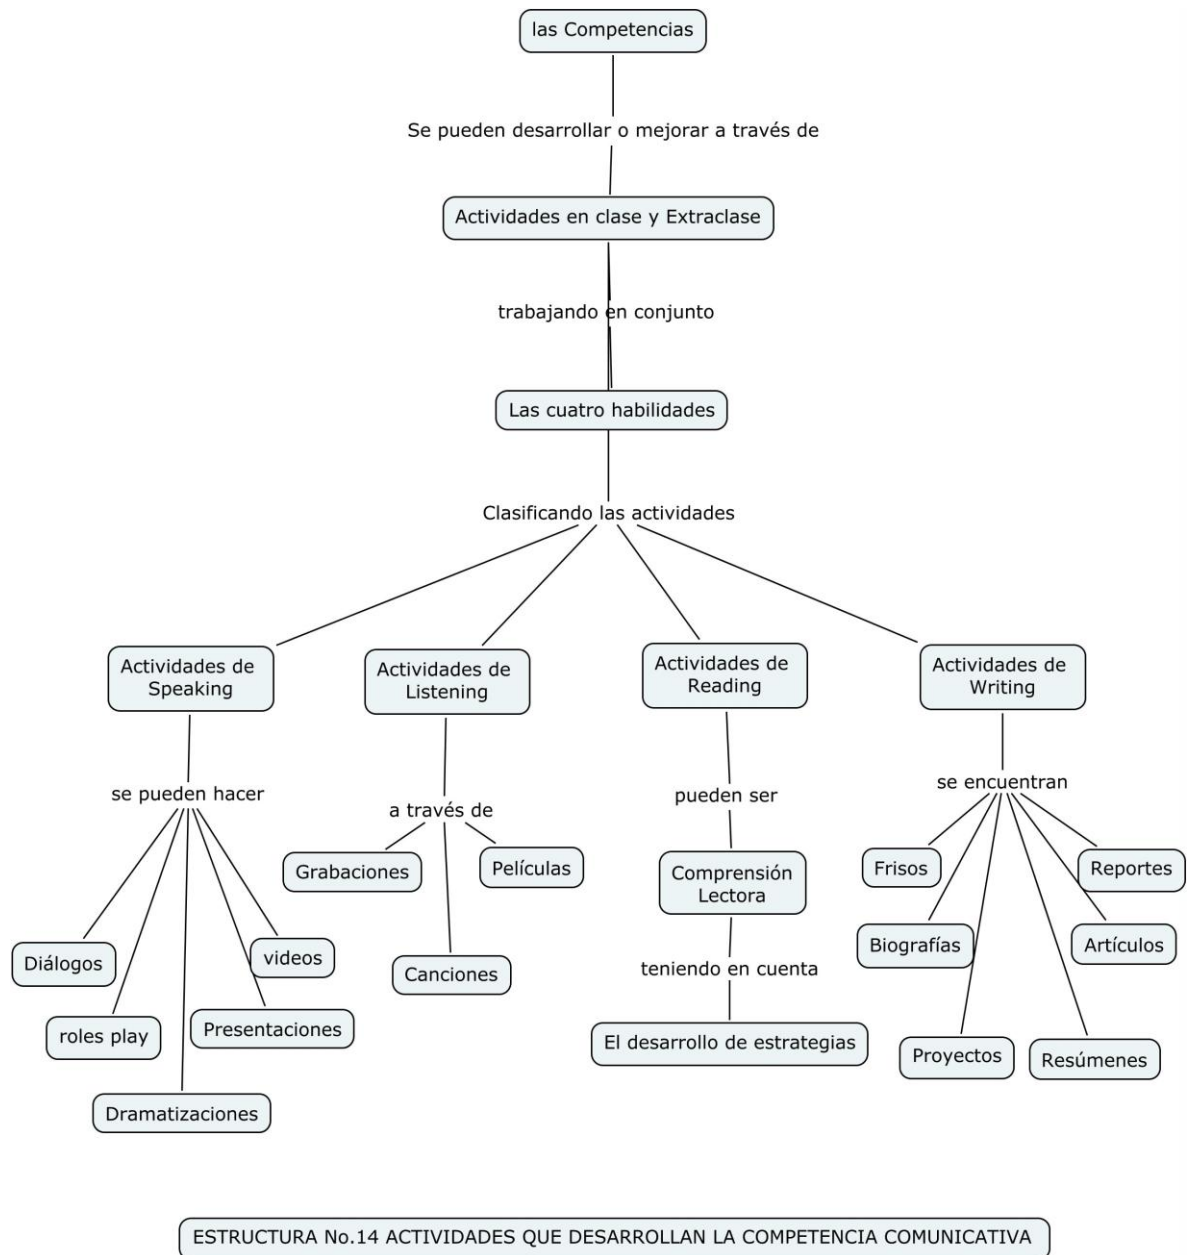 las Competencias
Se pueden desarrollar o mejorar a través de
Actividades en clase y Extraclase
trabajando en conjunto
Las cuatro habilidades
Clasificando las actividades
Actividades de
Speaking
Actividades de
Listening
Actividades de
Reading
Actividades de
Writing
se pueden hacer
a través de
pueden ser
se encuentran
Grabaciones
Películas
Comprensión
Lectora
Frisos
Reportes
Diálogos
videos
Canciones
teniendo en cuenta
Biografías
Artículos
roles play
Presentaciones
El desarrollo de estrategias
Proyectos
Resúmenes
Dramatizaciones
ESTRUCTURA No.14 ACTIVIDADES QUE DESARROLLAN LA COMPETENCIA COMUNICATIVA